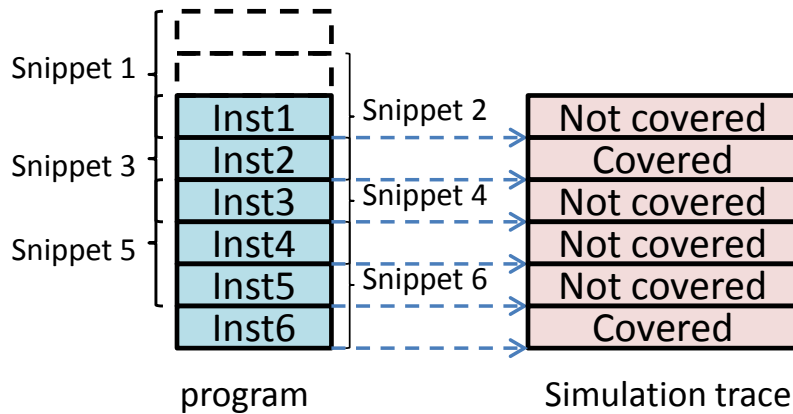 Snippet 1
Snippet 2
Inst1
Not covered
Inst2
Covered
Snippet 3
Inst3
Snippet 4
Not covered
Snippet 5
Inst4
Not covered
Inst5
Snippet 6
Not covered
Inst6
Covered
program
Simulation trace